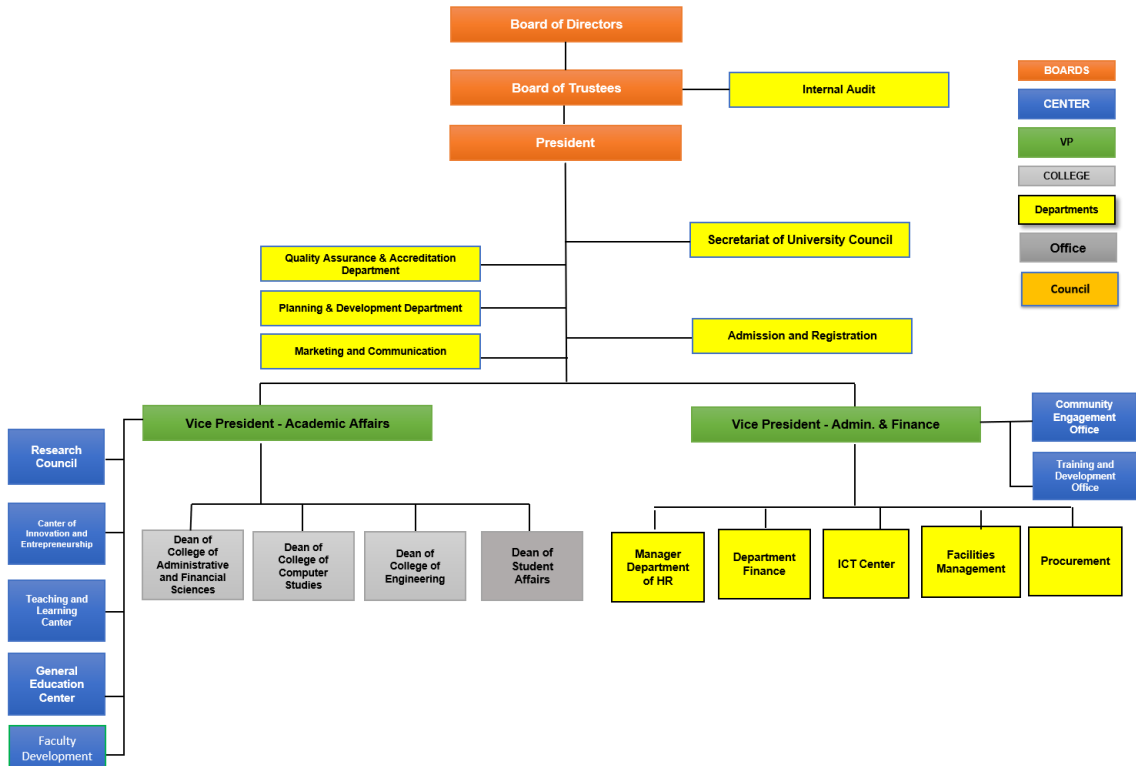 Board of Directors
Board of Trustees
Internal Audit
President
BOARDS
CENTER
VP
COLLEGE
Departments
Office
Council
Secretariat of University Council
Quality Assurance & Accreditation
Department
Planning & Development Department
Admission and Registration
Marketing and Communication
Vice President - Academic Affairs
Vice President - Admin. & Finance
Community
Engagement
Office
Training and
Development
Office
Research
Council
Canter of
Innovation and
Entrepreneurship
Teaching and
Learning
Canter
General
Education
Center
Faculty
Development
Dean of
College of
Administrative
and Financial
Sciences
Dean of
College of
Computer
Studies
Dean of
College of
Engineering
Dean of
Student
Affairs
Manager
Department
of HR
Department
Finance
ICT Center
Facilities
Management
Procurement